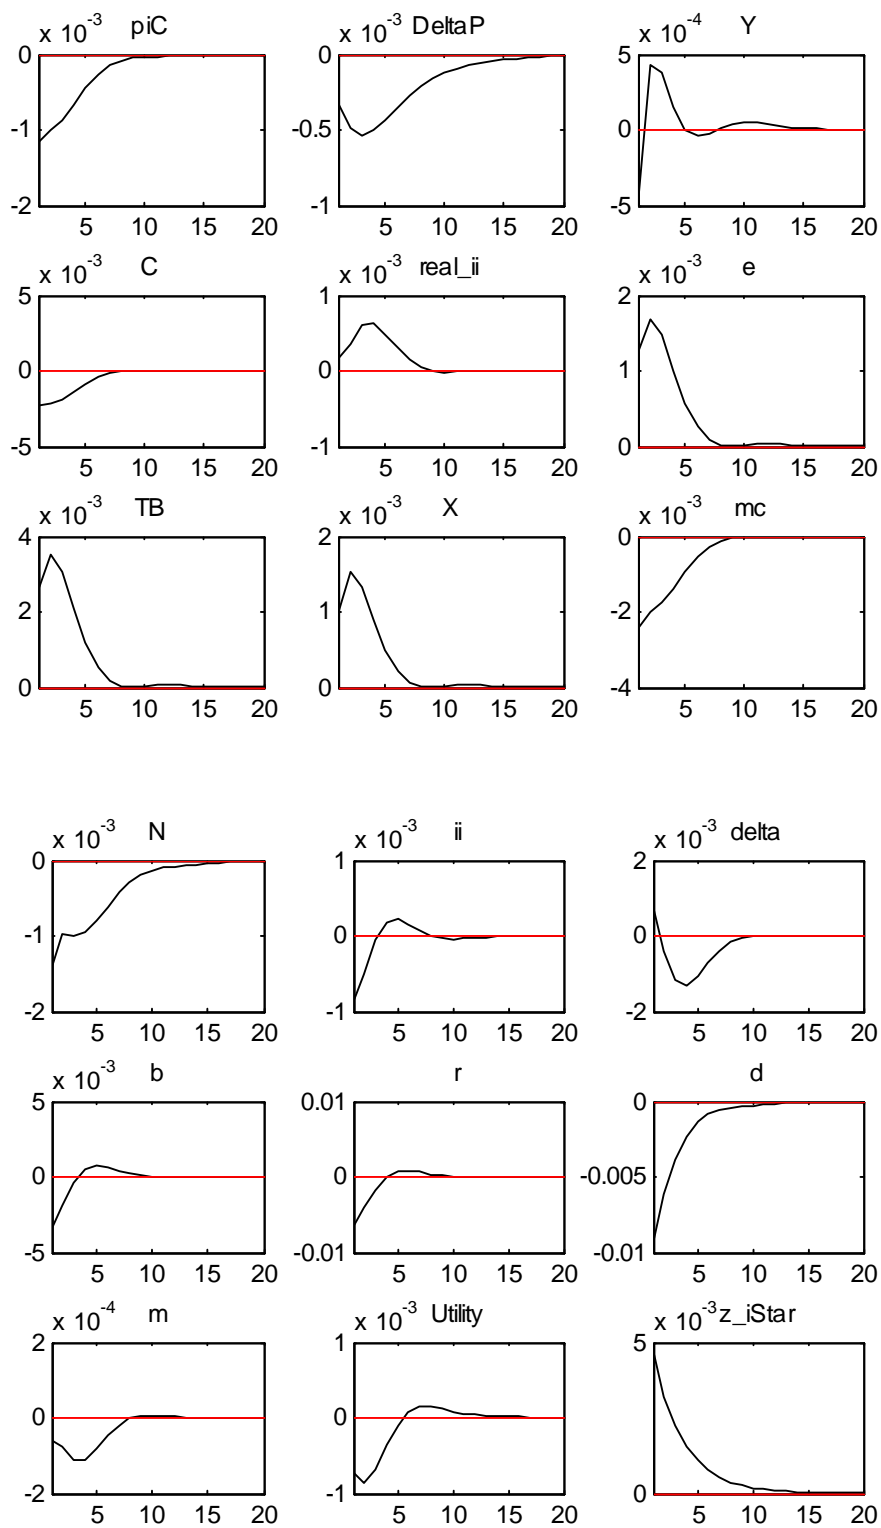 x 10^-3 piC x 10^-3 DeltaP x 10^-4 Y
0 0 5
-1 -0.5 0
-2 -1 -5
5 10 15 20 5 10 15 20 5 10 15 20
x 10^-3 C x 10^-3 real_ii x 10^-3 e
5 1 2
0 0 1
-5 -1 0
5 10 15 20 5 10 15 20 5 10 15 20
x 10^-3 TB x 10^-3 X x 10^-3 mc
4 2 0
2 1 -2
0 0 -4
5 10 15 20 5 10 15 20 5 10 15 20
x 10^-3 N x 10^-3 ii x 10^-3 delta
0 1 2
-1 0 0
-2 -1 -2
5 10 15 20 5 10 15 20 5 10 15 20
x 10^-3 b r d
5 0.01 0
0 0 -0.005
-5 -0.01 -0.01
5 10 15 20 5 10 15 20 5 10 15 20
x 10^-4 m x 10^-3 Utility x 10^-3 z_iStar
2 1 5
0 0
-2 -1 0
5 10 15 20 5 10 15 20 5 10 15 20